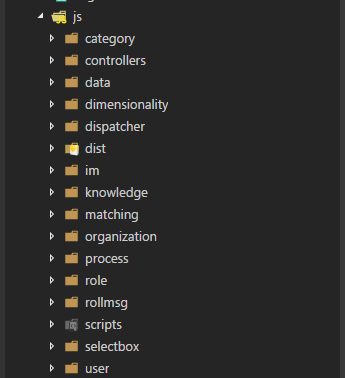 js
category
controllers
data
dimensionality
dispatcher
dist
im
knowledge
matching
organization
process
role
rollmsg
scripts
selectbox
user